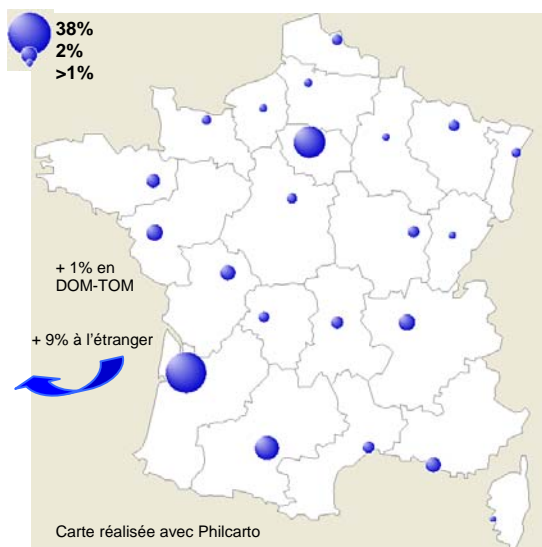 38%
2%
>1%
+ 1% en
DOM-TOM
+ 9% à l’étranger
Carte réalisée avec Philcarto